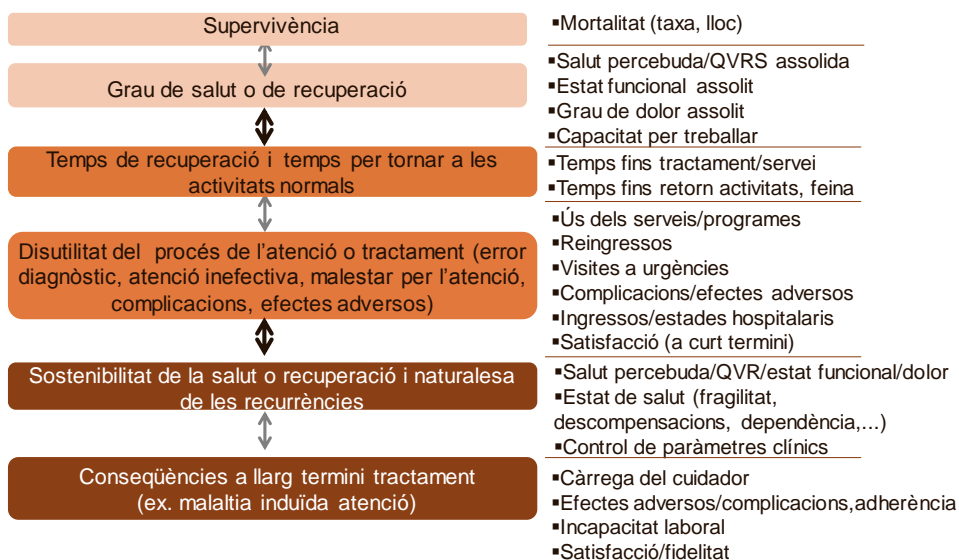 Supervivència
▪Mortalitat (taxa, lloc)
Grau de salut o de recuperació
▪Salut percebuda/QVRS assolida
▪Estat funcional assolit
▪Grau de dolor assolit
▪Capacitat per treballar
Temps de recuperació i temps per tornar a les
activitats normals
▪Temps fins tractament/servei
▪Temps fins retorn activitats, feina
Disutilitat del procés de l'atenció o tractament (error
diagnòstic, atenció inefectiva, malestar per l'atenció,
complicacions, efectes adversos)
▪Ús dels serveis/programes
▪Reingressos
▪Visites a urgències
▪Complicacions/efectes adversos
▪Ingressos/estades hospitalaris
▪Satisfacció (a curt termini)
Sostenibilitat de la salut o recuperació i naturalesa
de les recurrències
▪Salut percebuda/QVR/estat funcional/dolor
▪Estat de salut (fragilitat,
descompensacions, dependència,...)
▪Control de paràmetres clínics
Conseqüències a llarg termini tractament
(ex. malaltia induïda atenció)
▪Càrrega del cuidador
▪Efectes adversos/complicacions,adherència
▪Incapacitat laboral
▪Satisfacció/fidelitat